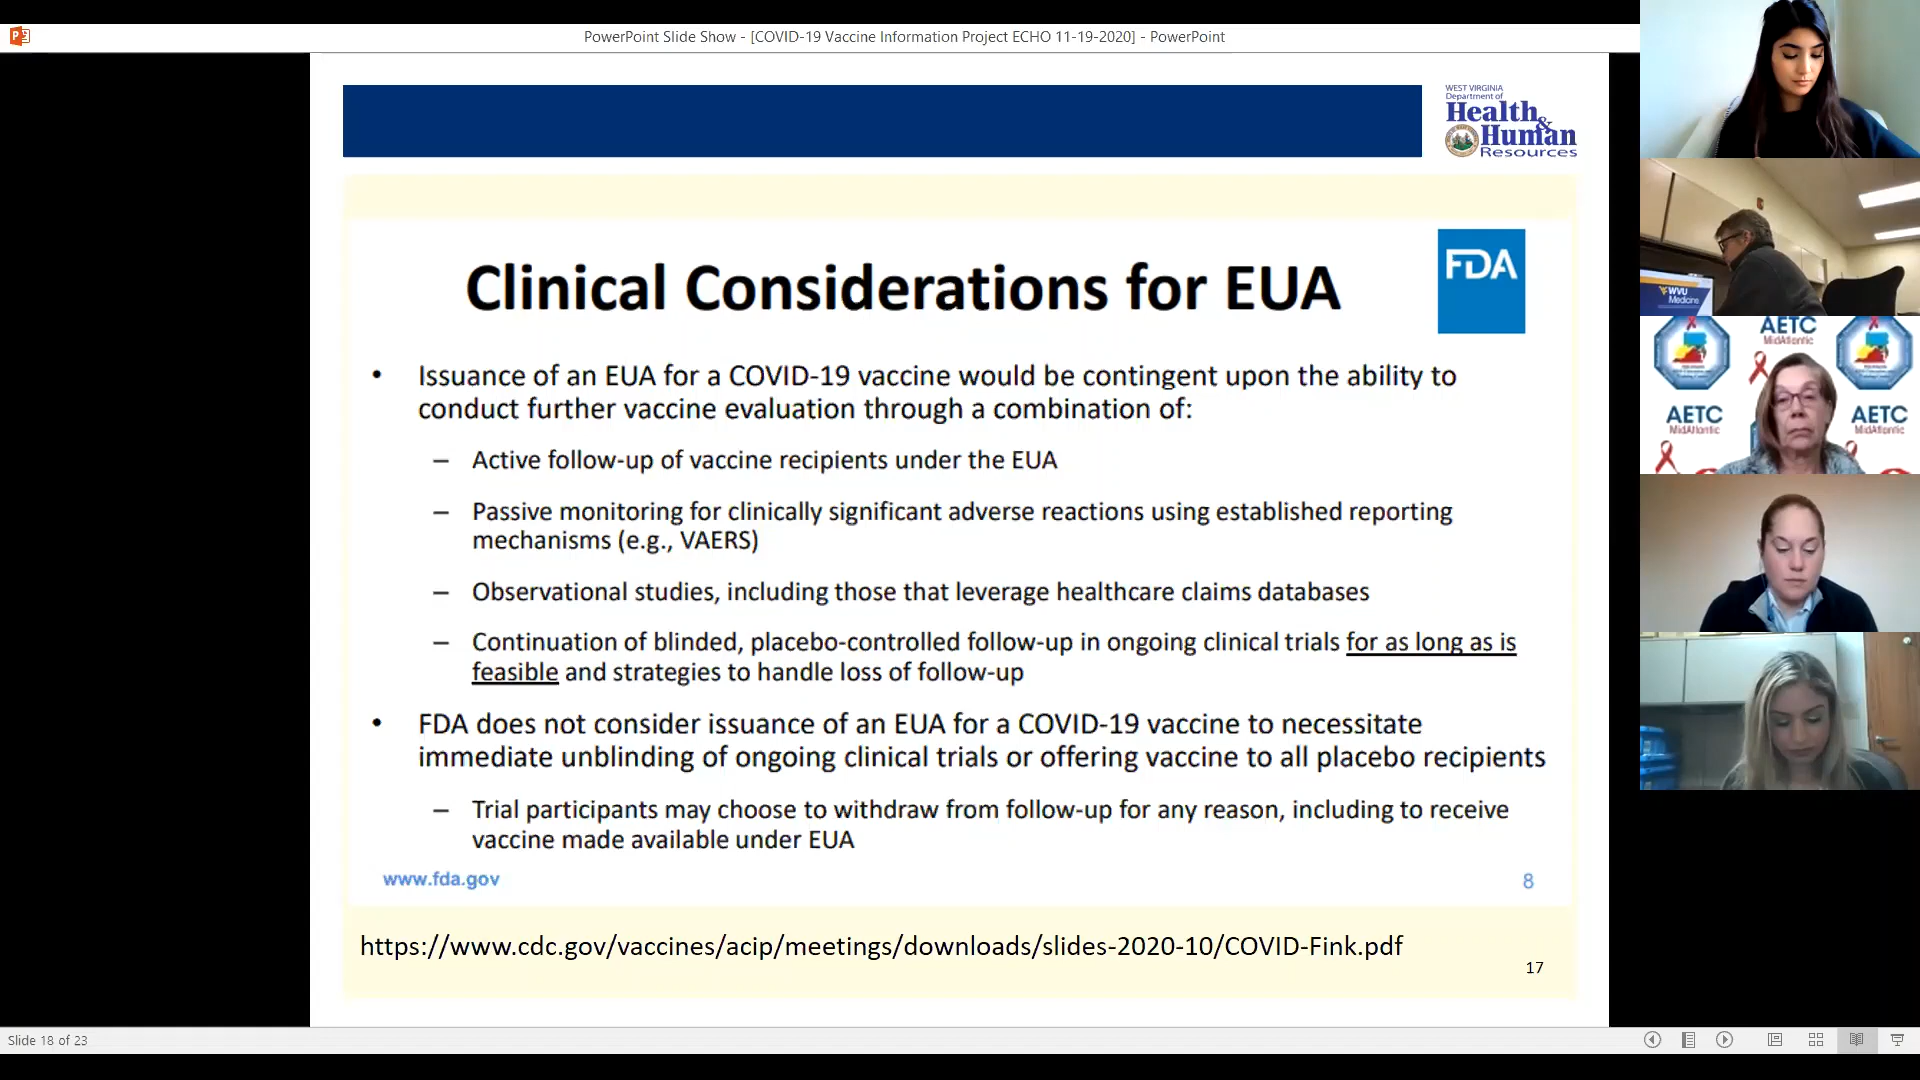 PowerPoint Slide Show - [COVID-19 Vaccine Information Project ECHO 11-19-2020] - PowerPoint
WEST VIRGINIA
Department of
Health &
Human
Resources
FDA
Clinical Considerations for EUA
• Issuance of an EUA for a COVID-19 vaccine would be contingent upon the ability to
conduct further vaccine evaluation through a combination of:
– Active follow-up of vaccine recipients under the EUA
– Passive monitoring for clinically significant adverse reactions using established reporting
mechanisms (e.g., VAERS)
– Observational studies, including those that leverage healthcare claims databases
– Continuation of blinded, placebo-controlled follow-up in ongoing clinical trials for as long as is
feasible and strategies to handle loss of follow-up
• FDA does not consider issuance of an EUA for a COVID-19 vaccine to necessitate
immediate unblinding of ongoing clinical trials or offering vaccine to all placebo recipients
– Trial participants may choose to withdraw from follow-up for any reason, including to receive
vaccine made available under EUA
www.fda.gov
8
https://www.cdc.gov/vaccines/acip/meetings/downloads/slides-2020-10/COVID-Fink.pdf
17
Slide 18 of 23
WVU
Medicine
AETC
MidAtlantic
AETC
MidAtlantic
AETC
MidAtlantic